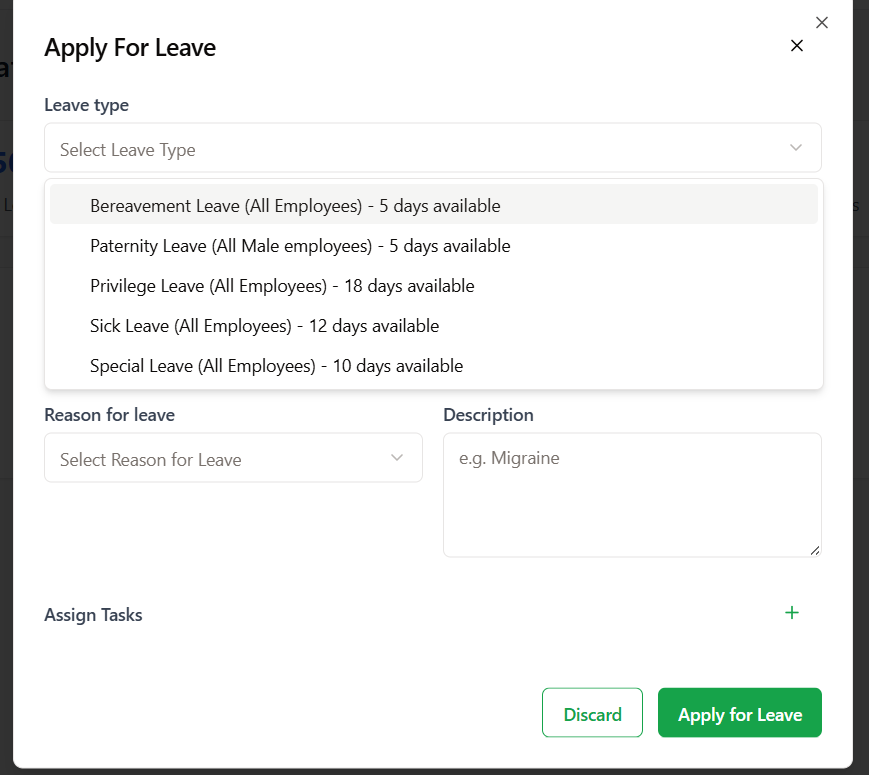 Apply For Leave
Leave type
Select Leave Type
Bereavement Leave (All Employees) - 5 days available
Paternity Leave (All Male employees) - 5 days available
Privilege Leave (All Employees) - 18 days available
Sick Leave (All Employees) - 12 days available
Special Leave (All Employees) - 10 days available
Reason for leave
Description
Select Reason for Leave
e.g. Migraine
Assign Tasks
Discard
Apply for Leave